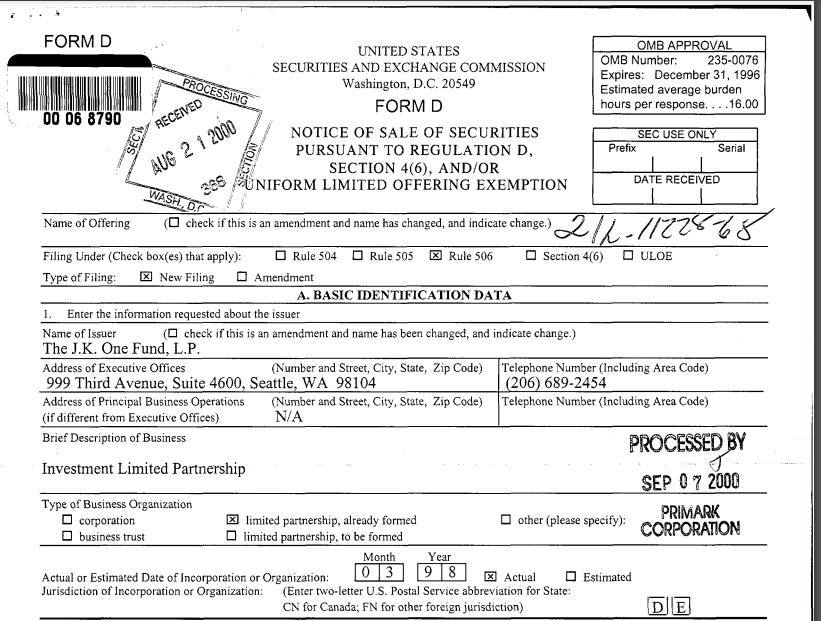 FORM D
00 06 8790
SEC
PROCESSING
RECEIVED
AUG 21 2000
388
SECTION
WASH, D.C.
UNITED STATES
SECURITIES AND EXCHANGE COMMISSION
Washington, D.C. 20549
FORM D
NOTICE OF SALE OF SECURITIES
PURSUANT TO REGULATION D,
SECTION 4(6), AND/OR
UNIFORM LIMITED OFFERING EXEMPTION
OMB APPROVAL
OMB Number: 235-0076
Expires: December 31, 1996
Estimated average burden
hours per response. . . .16.00
SEC USE ONLY
Prefix Serial
DATE RECEIVED
Name of Offering (☐ check if this is an amendment and name has changed, and indicate change.)
Filing Under (Check box(es) that apply): ☐ Rule 504 ☐ Rule 505 ☒ Rule 506 ☐ Section 4(6) ☐ ULOE
Type of Filing: ☒ New Filing ☐ Amendment
A. BASIC IDENTIFICATION DATA
1. Enter the information requested about the issuer
Name of Issuer (☐ check if this is an amendment and name has been changed, and indicate change.)
The J.K. One Fund, L.P.
Address of Executive Offices (Number and Street, City, State, Zip Code) Telephone Number (Including Area Code)
999 Third Avenue, Suite 4600, Seattle, WA 98104 (206) 689-2454
Address of Principal Business Operations (Number and Street, City, State, Zip Code) Telephone Number (Including Area Code)
(if different from Executive Offices) N/A
Brief Description of Business
Investment Limited Partnership
PROCESSED BY
SEP 07 2000
PRIMARK
CORPORATION
Type of Business Organization
☐ corporation ☒ limited partnership, already formed ☐ other (please specify):
☐ business trust ☐ limited partnership, to be formed
Month Year
Actual or Estimated Date of Incorporation or Organization: 0 3 9 8 ☒ Actual ☐ Estimated
Jurisdiction of Incorporation or Organization: (Enter two-letter U.S. Postal Service abbreviation for State:
CN for Canada; FN for other foreign jurisdiction) D E